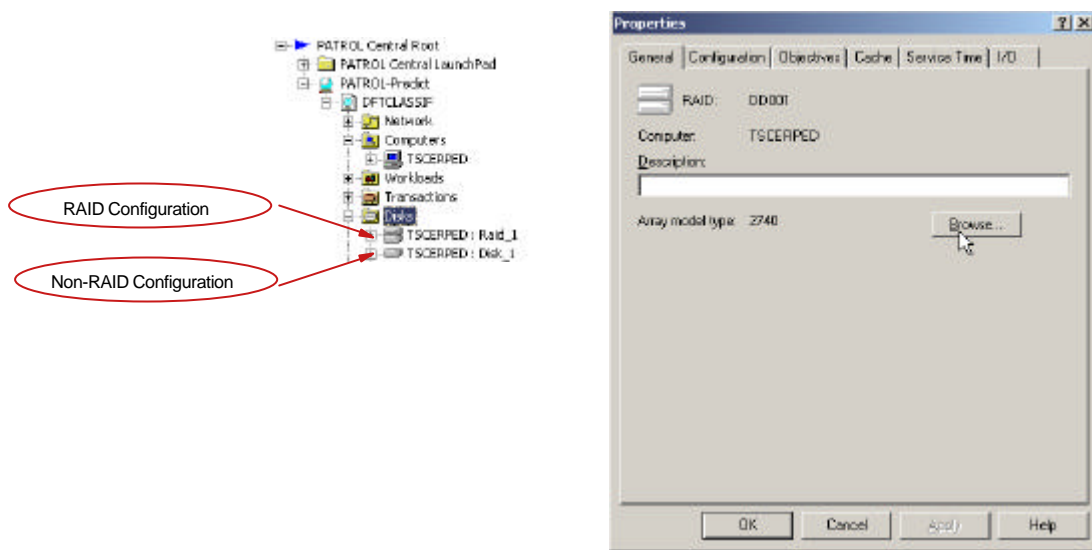 PATROL Central Root
PATROL Central LaunchPad
PATROL-Predict
DFTCLASSIF
Network
Computers
TSCERPED
Workloads
Transactions
Disks
TSCERPED : Raid_1
TSCERPED : Disk_1
RAID Configuration
Non-RAID Configuration
Properties
General Configuration Objectives Cache Service Time I/O
RAID:
Computer: TSCERPED
Description:
Array model type: 2740
Browse...
OK Cancel Apply Help